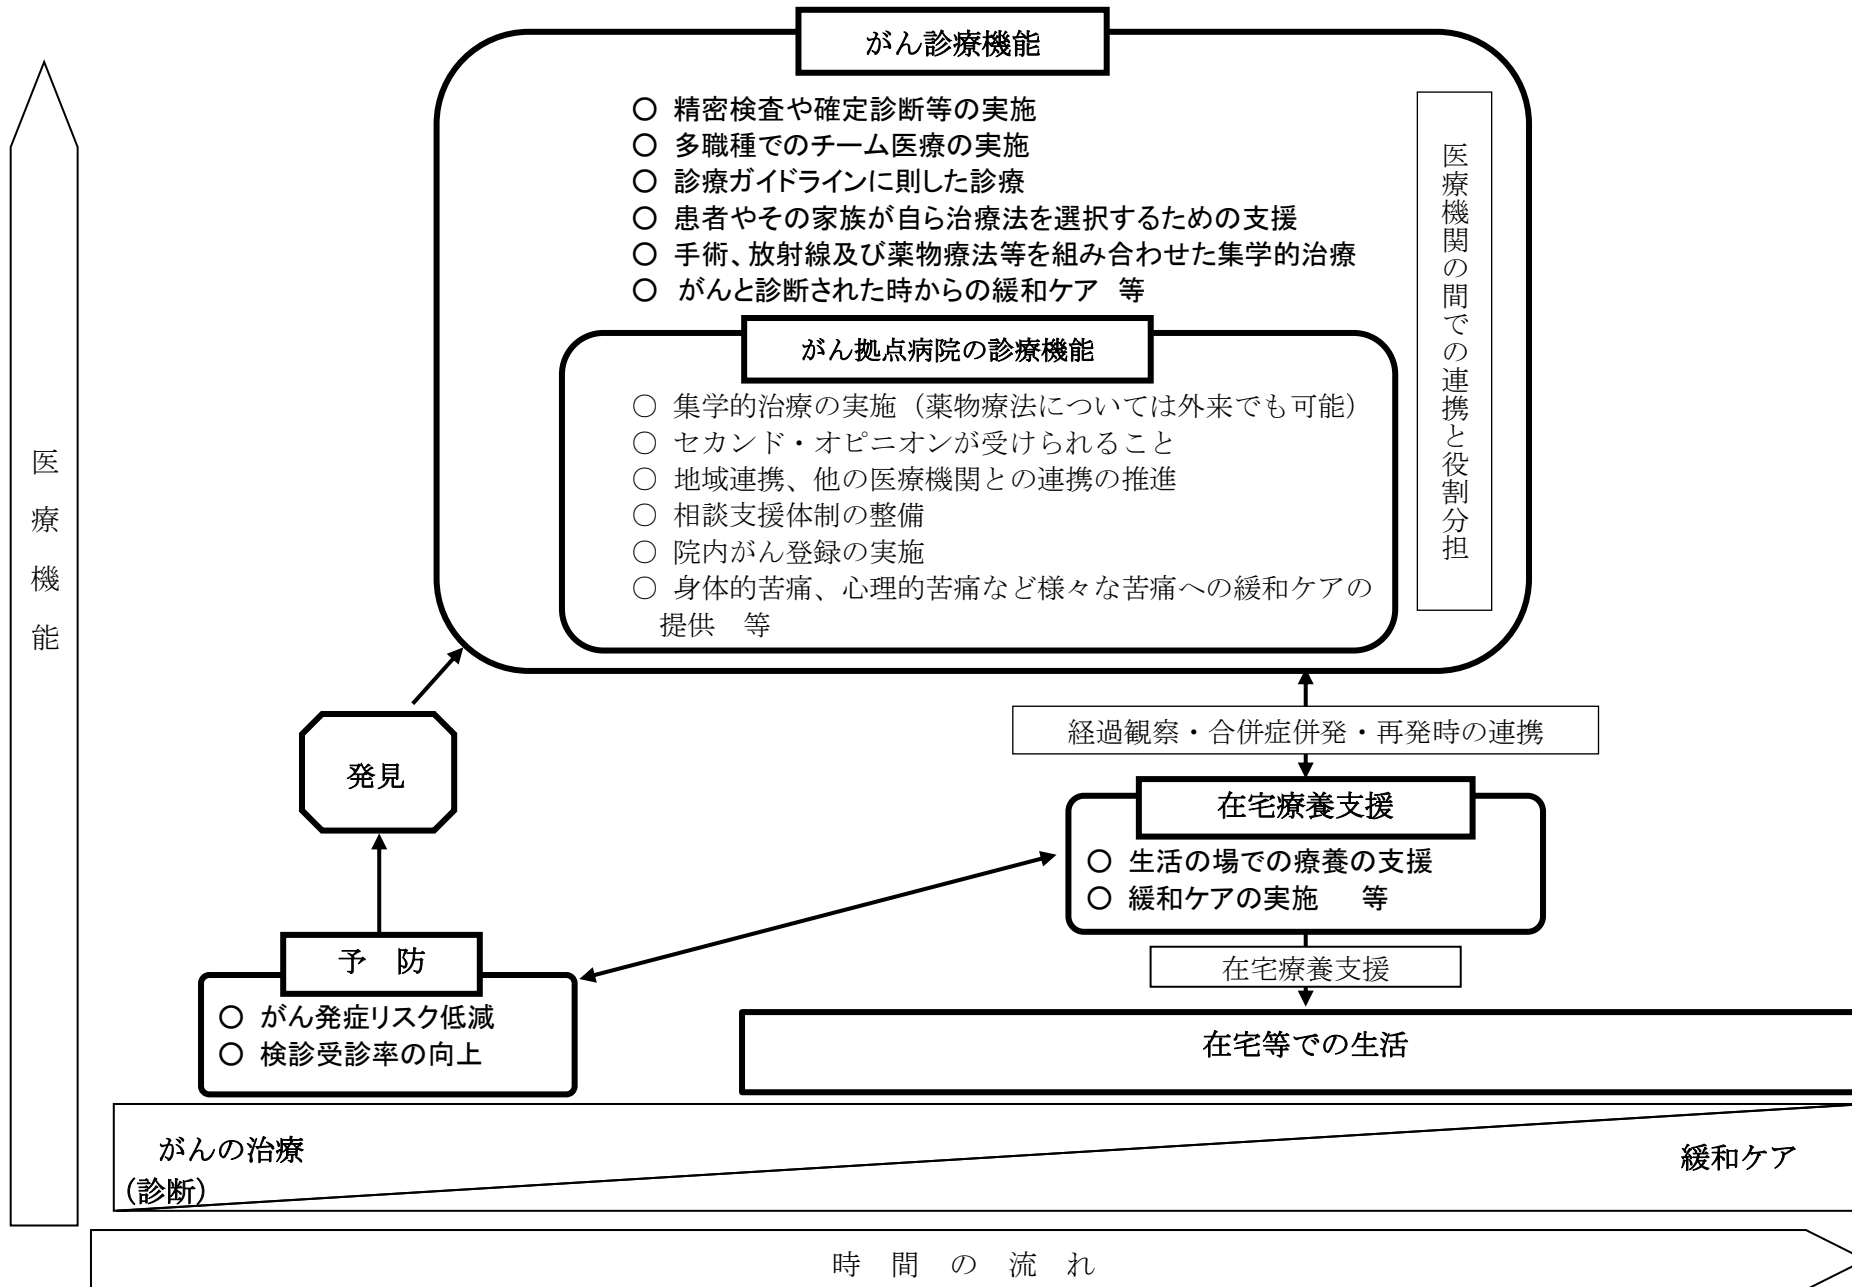 がん診療機能
○ 精密検査や確定診断等の実施
○ 多職種でのチーム医療の実施
○ 診療ガイドラインに則した診療
○ 患者やその家族が自ら治療法を選択するための支援
○ 手術、放射線及び薬物療法等を組み合わせた集学的治療
○ がんと診断された時からの緩和ケア 等
医療機関の間での連携と役割分担
がん拠点病院の診療機能
○ 集学的治療の実施（薬物療法については外来でも可能）
○ セカンド・オピニオンが受けられること
○ 地域連携、他の医療機関との連携の推進
○ 相談支援体制の整備
○ 院内がん登録の実施
○ 身体的苦痛、心理的苦痛など様々な苦痛への緩和ケアの
提供 等
医療機能
発見
経過観察・合併症併発・再発時の連携
在宅療養支援
○ 生活の場での療養の支援
○ 緩和ケアの実施 等
予 防
○ がん発症リスク低減
○ 検診受診率の向上
在宅療養支援
在宅等での生活
がんの治療
(診断)
緩和ケア
時 間 の 流 れ